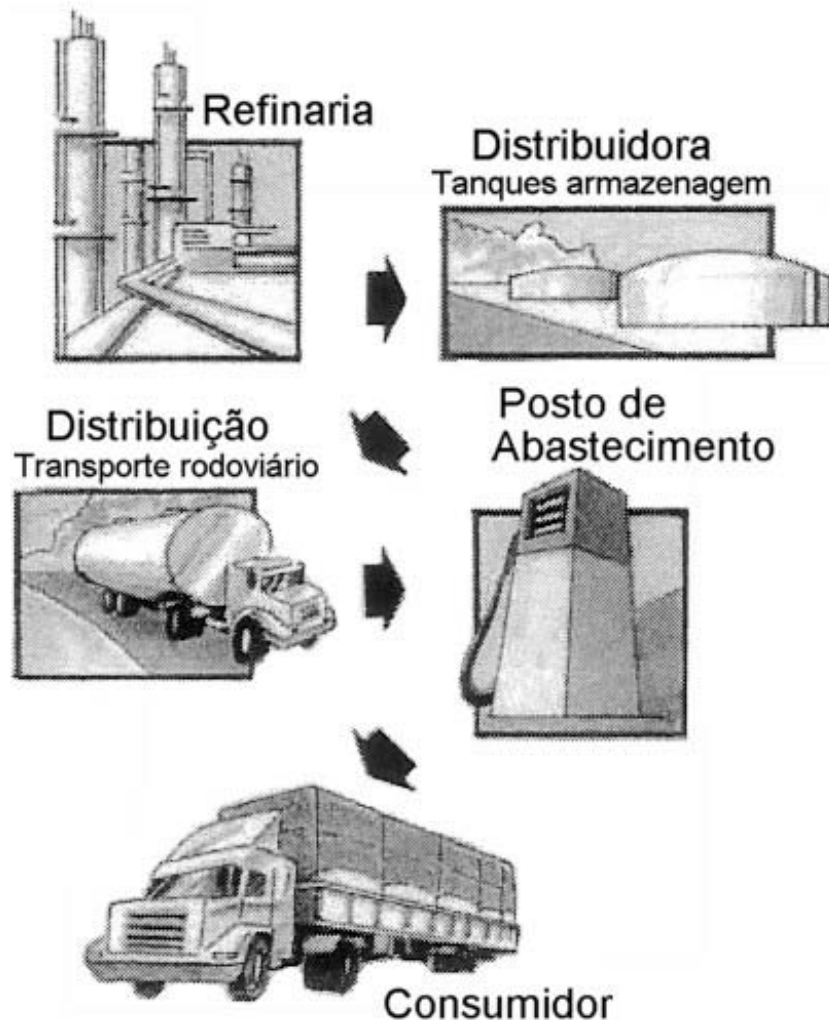 Refinaria
Distribuidora
Tanques armazenagem
Distribuição
Transporte rodoviário
Posto de
Abastecimento
Consumidor